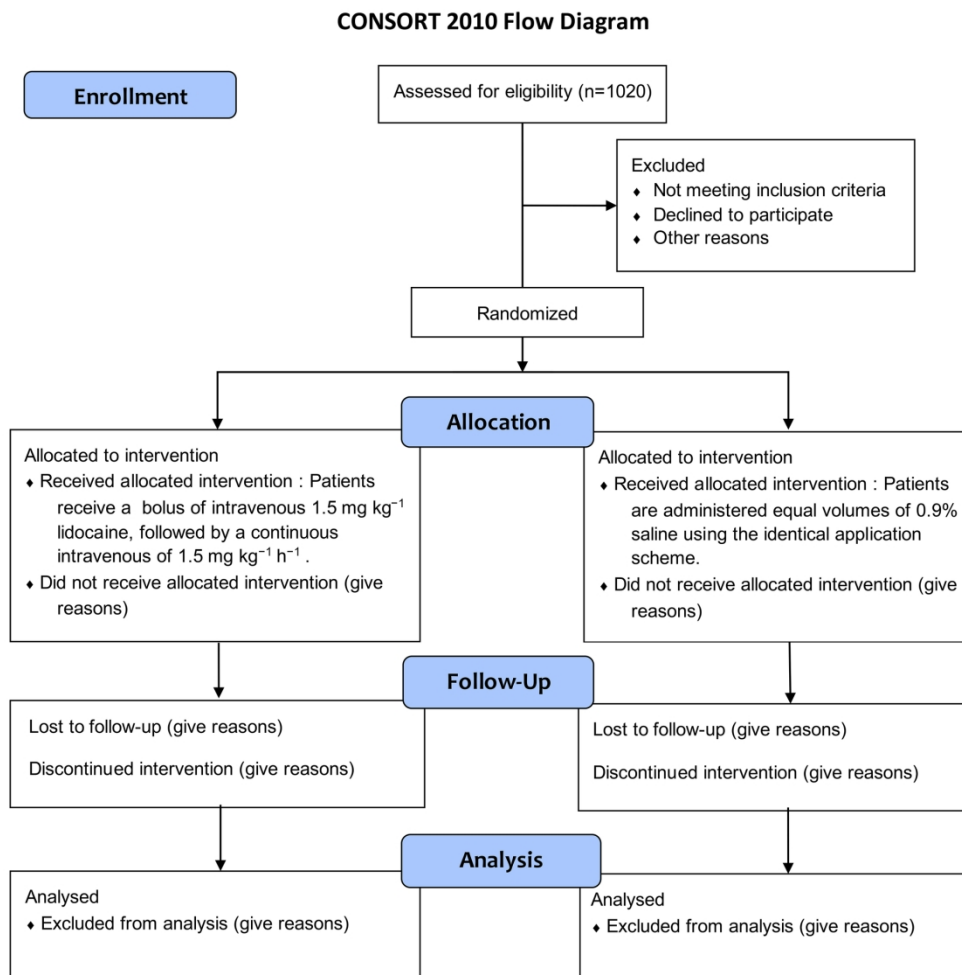 CONSORT 2010 Flow Diagram
Enrollment
Assessed for eligibility (n=1020)
Excluded
♦ Not meeting inclusion criteria
♦ Declined to participate
♦ Other reasons
Randomized
Allocation
Allocated to intervention
♦ Received allocated intervention : Patients
receive a bolus of intravenous 1.5 mg kg⁻¹
lidocaine, followed by a continuous
intravenous of 1.5 mg kg⁻¹ h⁻¹ .
♦ Did not receive allocated intervention (give
reasons)
Allocated to intervention
♦ Received allocated intervention : Patients
are administered equal volumes of 0.9%
saline using the identical application
scheme.
♦ Did not receive allocated intervention (give
reasons)
Follow-Up
Lost to follow-up (give reasons)
Discontinued intervention (give reasons)
Lost to follow-up (give reasons)
Discontinued intervention (give reasons)
Analysis
Analysed
♦ Excluded from analysis (give reasons)
Analysed
♦ Excluded from analysis (give reasons)